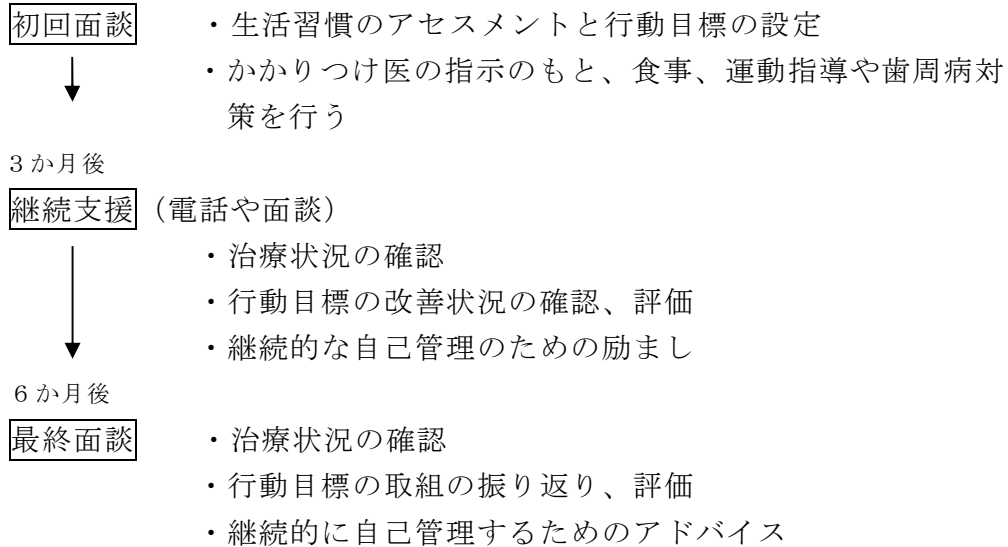 初回面談　・生活習慣のアセスメントと行動目標の設定
・かかりつけ医の指示のもと、食事、運動指導や歯周病対
策を行う
３か月後
継続支援（電話や面談）
・治療状況の確認
・行動目標の改善状況の確認、評価
・継続的な自己管理のための励まし
６か月後
最終面談　・治療状況の確認
・行動目標の取組の振り返り、評価
・継続的に自己管理するためのアドバイス